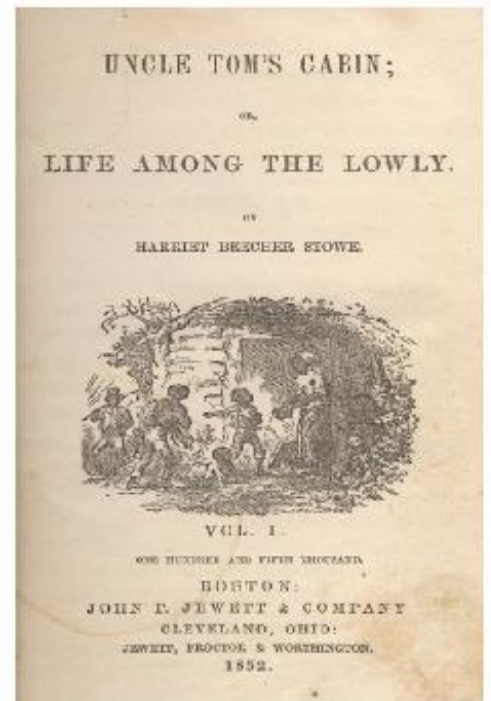 UNCLE TOM'S CABIN;
OR,
LIFE AMONG THE LOWLY.
BY
HARRIET BEECHER STOWE.
VOL. I.
ONE HUNDRED AND FIFTH THOUSAND.
BOSTON:
JOHN P. JEWETT & COMPANY
CLEVELAND, OHIO:
JEWETT, PROCTOR & WORTHINGTON.
1852.